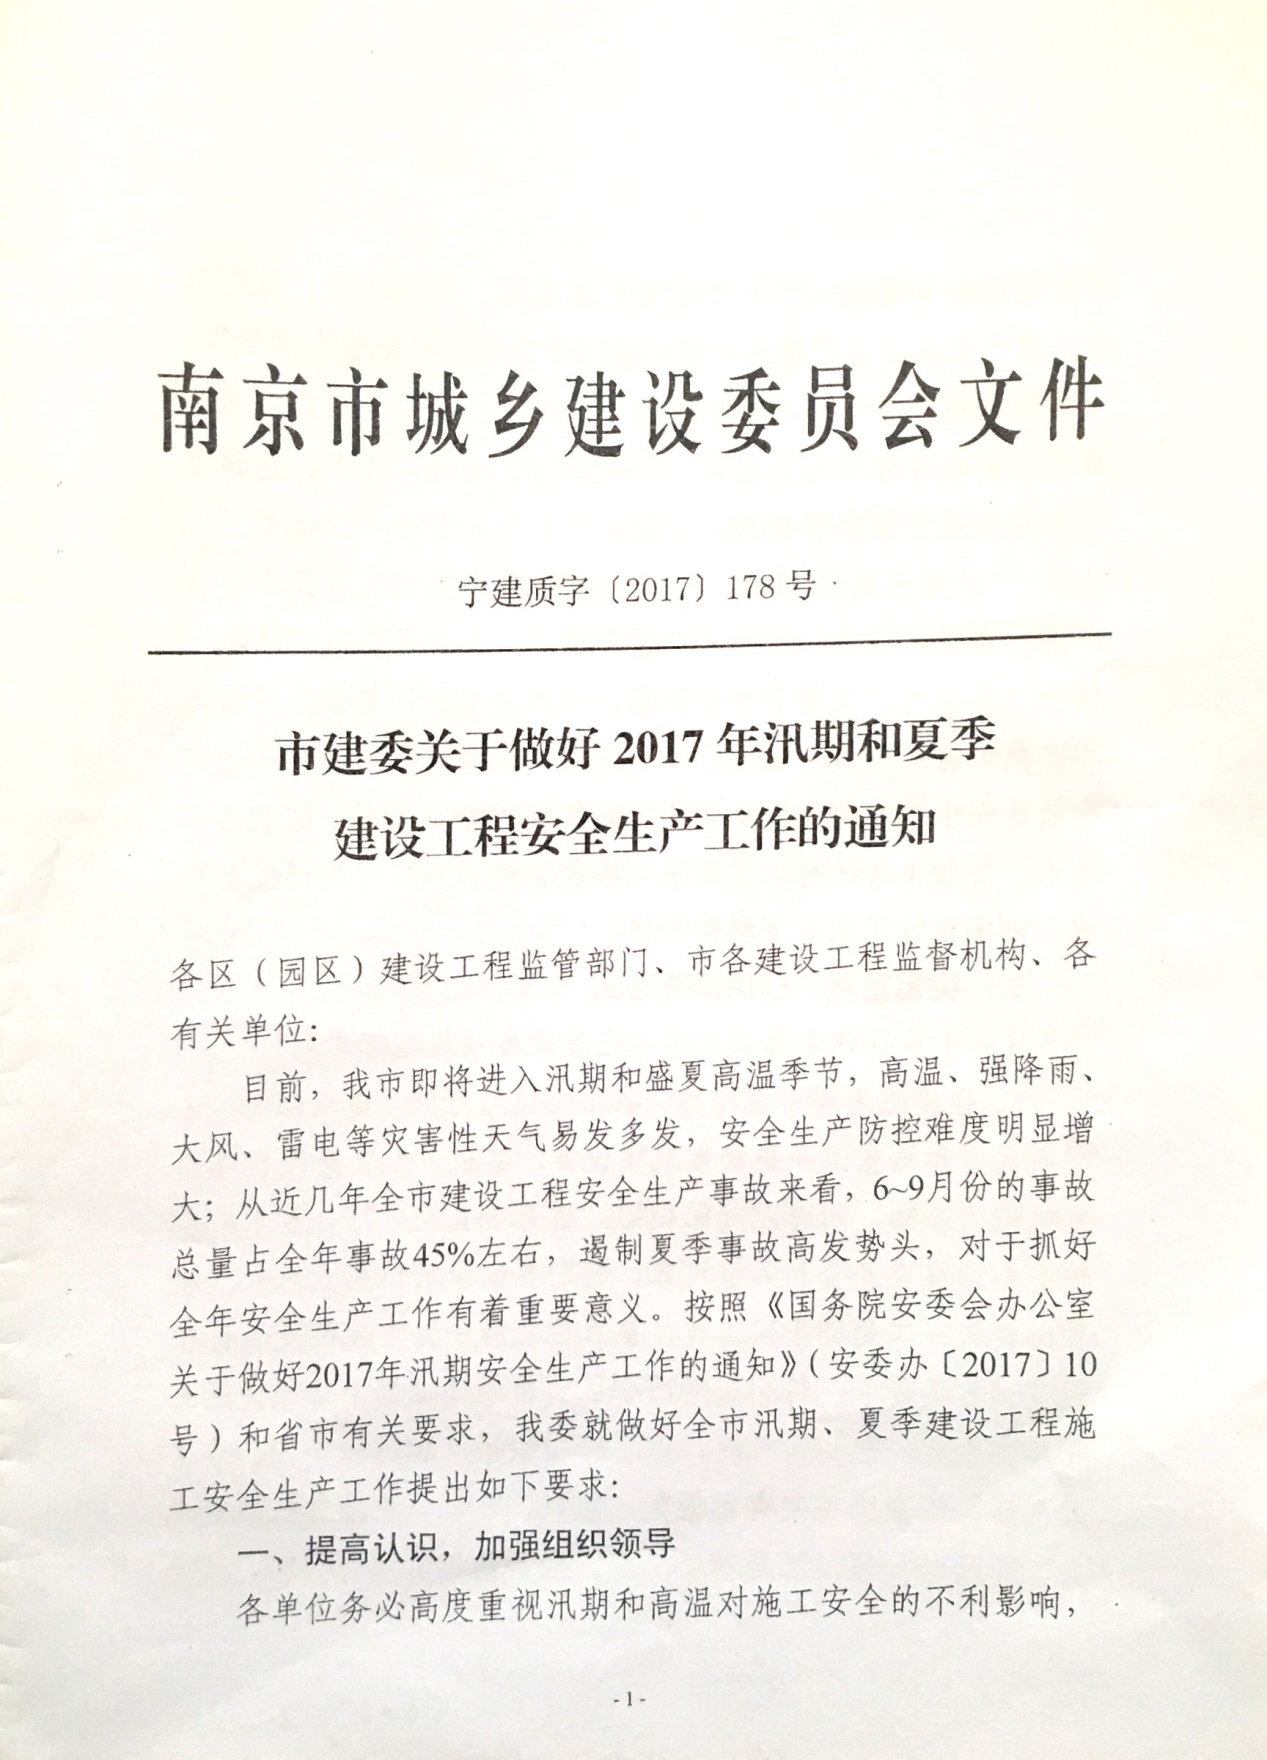 南京市城乡建设委员会文件
宁建质字〔2017〕178号
市建委关于做好2017年汛期和夏季
建设工程安全生产工作的通知
各区（园区）建设工程监管部门、市各建设工程监督机构、各
有关单位：
目前，我市即将进入汛期和盛夏高温季节，高温、强降雨、
大风、雷电等灾害性天气易发多发，安全生产防控难度明显增
大；从近几年全市建设工程安全生产事故来看，6~9月份的事故
总量占全年事故45%左右，遏制夏季事故高发势头，对于抓好
全年安全生产工作有着重要意义。按照《国务院安委会办公室
关于做好2017年汛期安全生产工作的通知》（安委办〔2017〕10
号）和省市有关要求，我委就做好全市汛期、夏季建设工程施
工安全生产工作提出如下要求：
一、提高认识，加强组织领导
各单位务必高度重视汛期和高温对施工安全的不利影响，
- 1 -